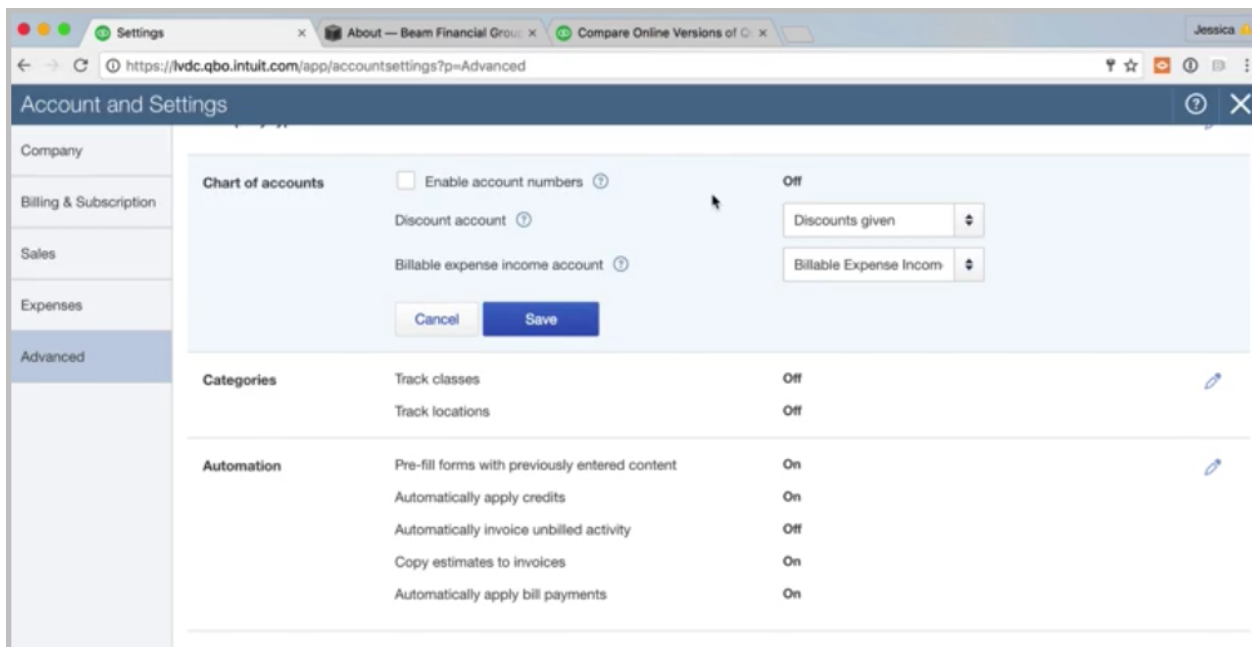 Settings
About — Beam Financial Grou
Compare Online Versions of Q
Jessica
https://lvdc.qbo.intuit.com/app/accountsettings?p=Advanced
Account and Settings
Company
Billing & Subscription
Sales
Expenses
Advanced
Chart of accounts
Enable account numbers
Off
Discount account
Discounts given
Billable expense income account
Billable Expense Incom
Cancel
Save
Categories
Track classes
Off
Track locations
Off
Automation
Pre-fill forms with previously entered content
On
Automatically apply credits
On
Automatically invoice unbilled activity
Off
Copy estimates to invoices
On
Automatically apply bill payments
On